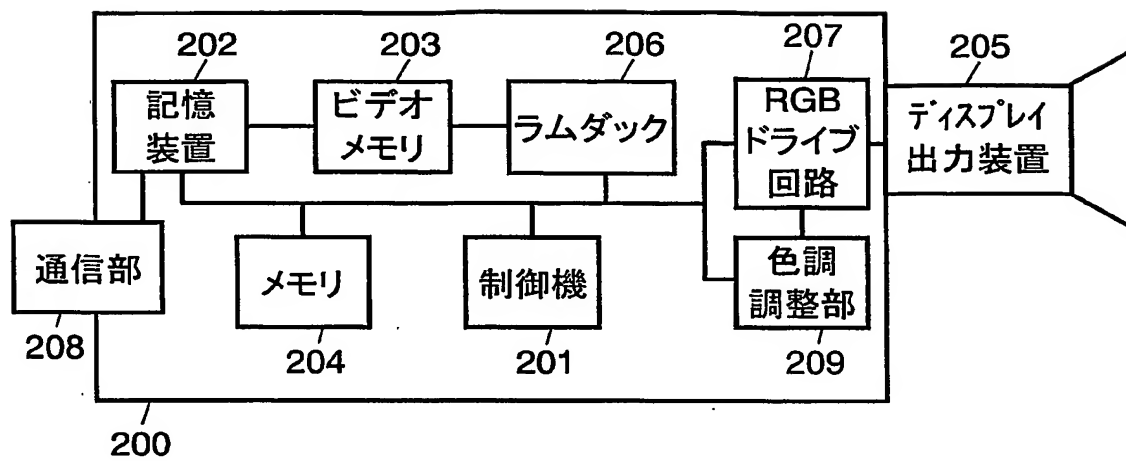 202
203
206
207
205
記憶
装置
ビデオ
メモリ
ラムダック
RGB
ドライブ
回路
ディスプレイ
出力装置
通信部
メモリ
制御機
色調
調整部
208
204
201
209
200